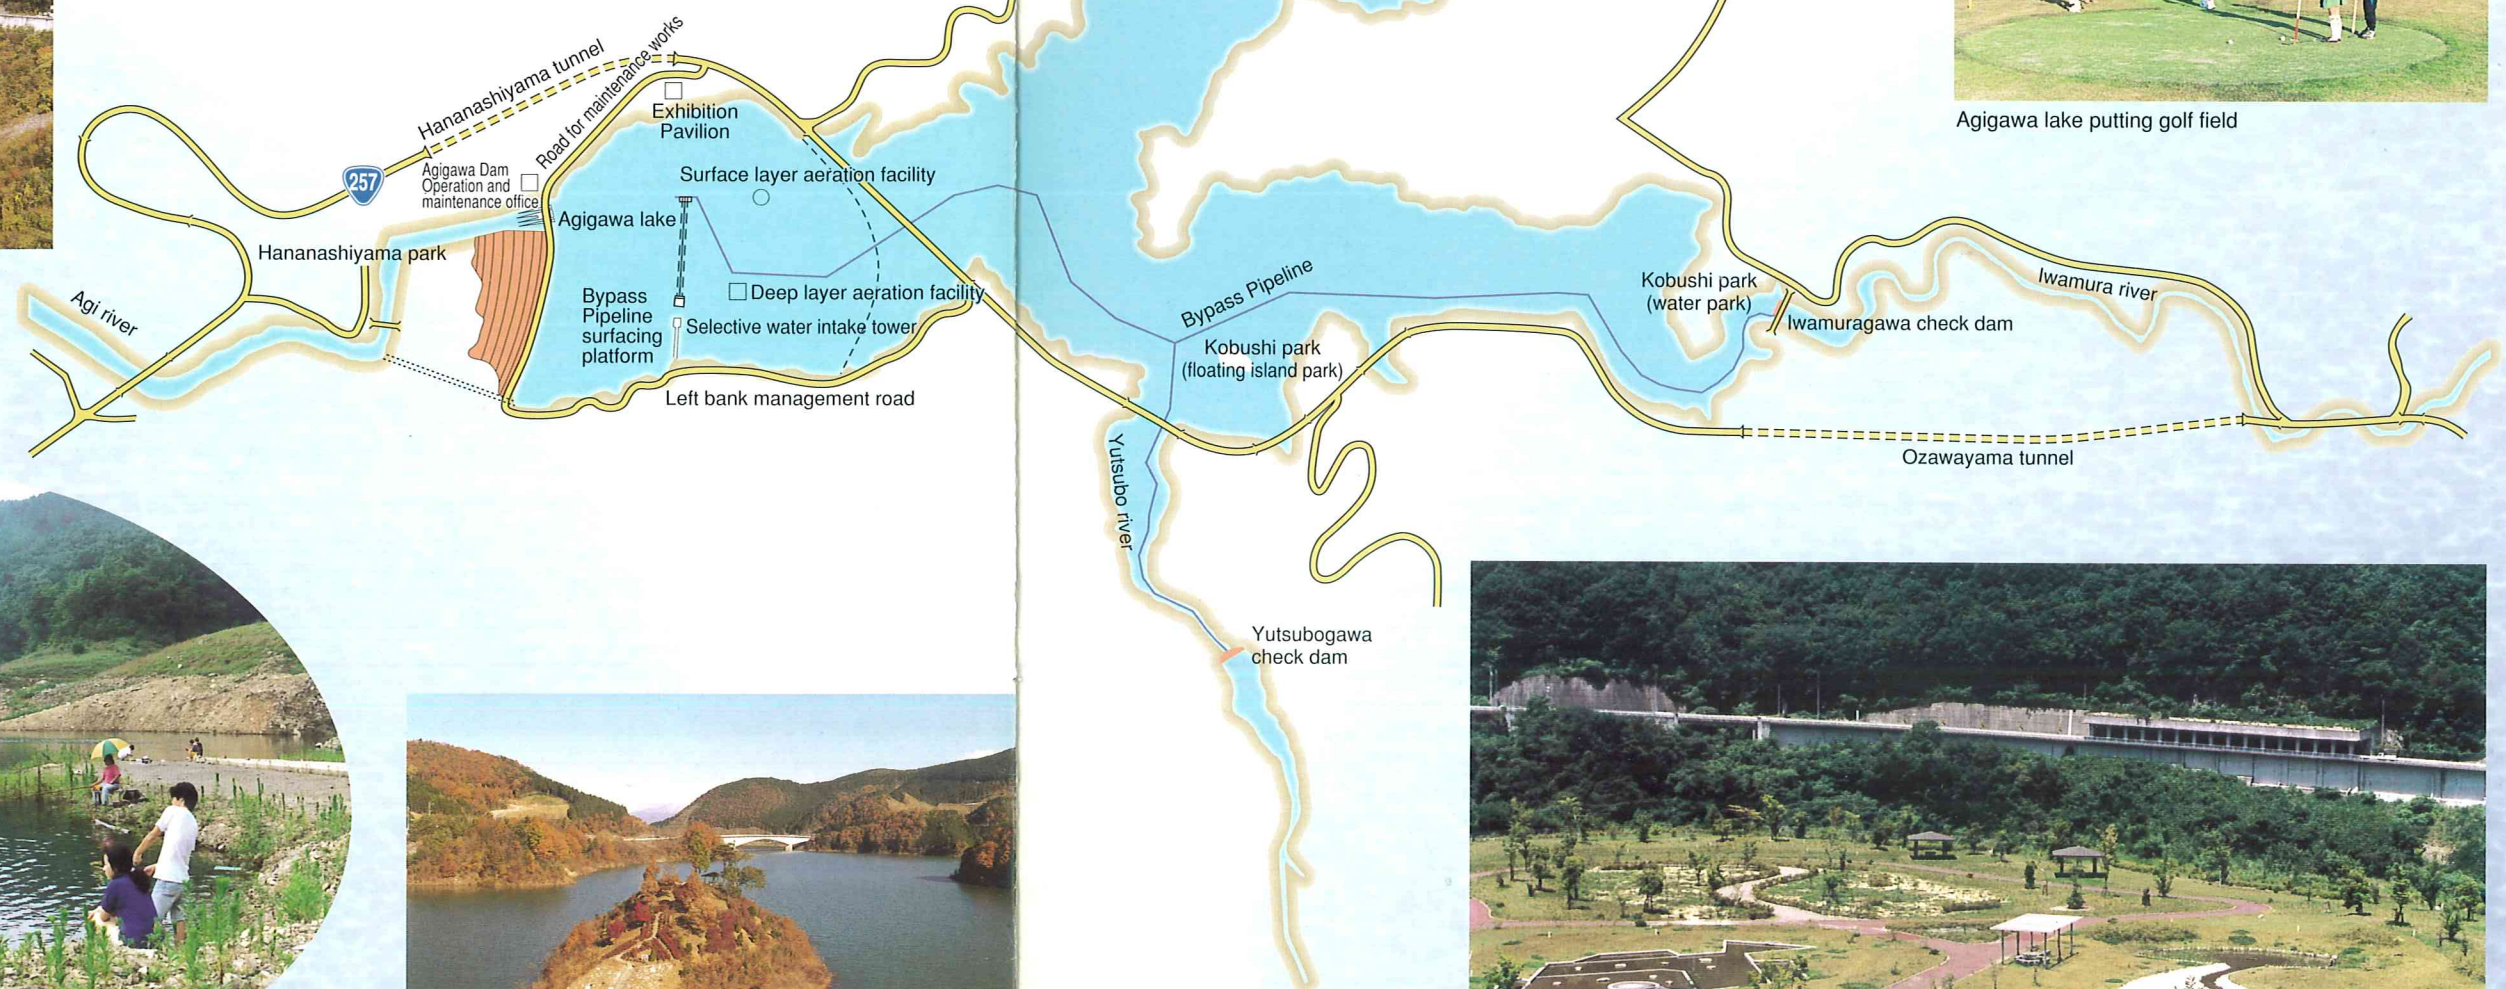 Agigawa lake putting golf field
Hananashiyama tunnel
Road for maintenance works
Exhibition
Pavilion
257
Agigawa Dam
Operation and
maintenance office
Surface layer aeration facility
Agigawa lake
Hananashiyama park
Agi river
Bypass
Pipeline
surfacing
platform
Deep layer aeration facility
Selective water intake tower
Left bank management road
Bypass Pipeline
Kobushi park
(floating island park)
Kobushi park
(water park)
Iwamuragawa check dam
Iwamura river
Ozawayama tunnel
Yutsubo river
Yutsubogawa
check dam